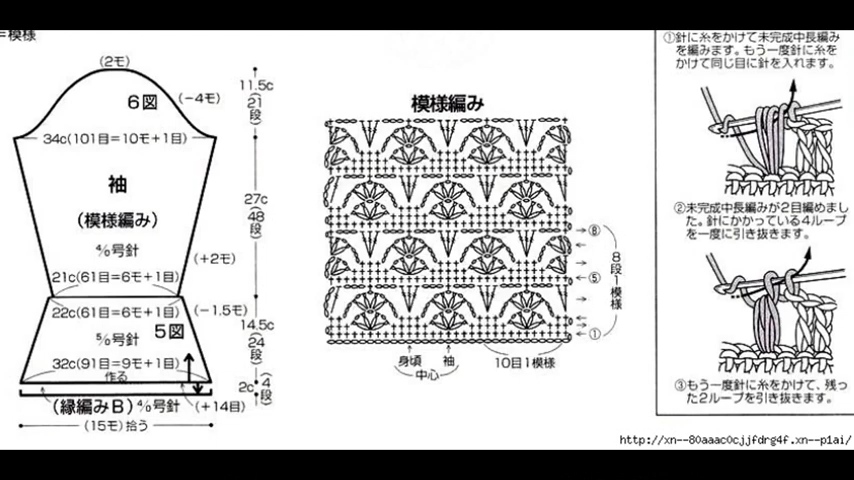 =模様
(2モ)
6図
(-4モ)
11.5c
(21段)
34c(101目=10モ+1目)
袖
(模様編み)
4/0号針
27c
(48段)
(+2モ)
21c(61目=6モ+1目)
22c(61目=6モ+1目)
(-1.5モ)
5図
14.5c
(24段)
5/0号針
32c(91目=9モ+1目)
作る
2c(4段)
(縁編みB) 4/0号針
(+14目)
(15モ)拾う
模様編み
⑧
⑤
①
8段1模様
身頃
袖
中心
10目1模様
①針に糸をかけて未完成中長編み
を編みます。もう一度針に糸を
かけて同じ目に針を入れます。
②未完成中長編みが2目編めまし
た。針にかかっている4ループ
を一度に引き抜きます。
③もう一度針に糸をかけて、残っ
た2ループを引き抜きます。
http://xn--80aaac0cjjfdrg4f.xn--p1ai/